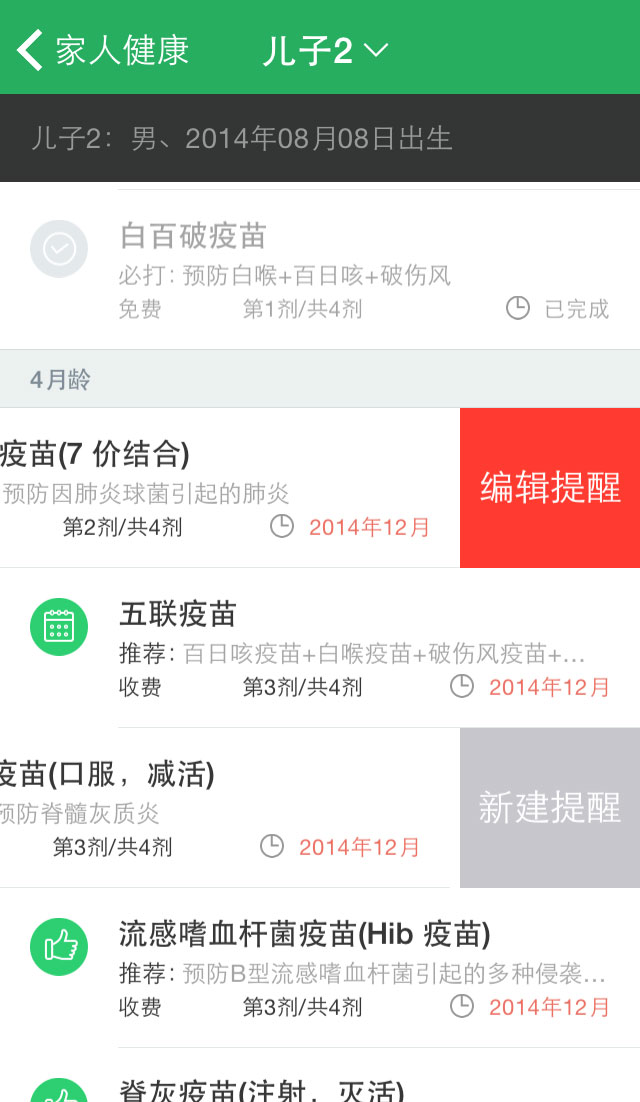 家人健康
儿子2
儿子2：男、2014年08月08日出生
白百破疫苗
必打: 预防白喉+百日咳+破伤风
免费 第1剂/共4剂 已完成
4月龄
疫苗(7 价结合)
预防因肺炎球菌引起的肺炎
第2剂/共4剂 2014年12月
编辑提醒
五联疫苗
推荐: 百日咳疫苗+白喉疫苗+破伤风疫苗+...
收费 第3剂/共4剂 2014年12月
疫苗(口服，减活)
预防脊髓灰质炎
第3剂/共4剂 2014年12月
新建提醒
流感嗜血杆菌疫苗(Hib 疫苗)
推荐: 预防B型流感嗜血杆菌引起的多种侵袭...
收费 第3剂/共4剂 2014年12月
脊灰疫苗(注射，灭活)